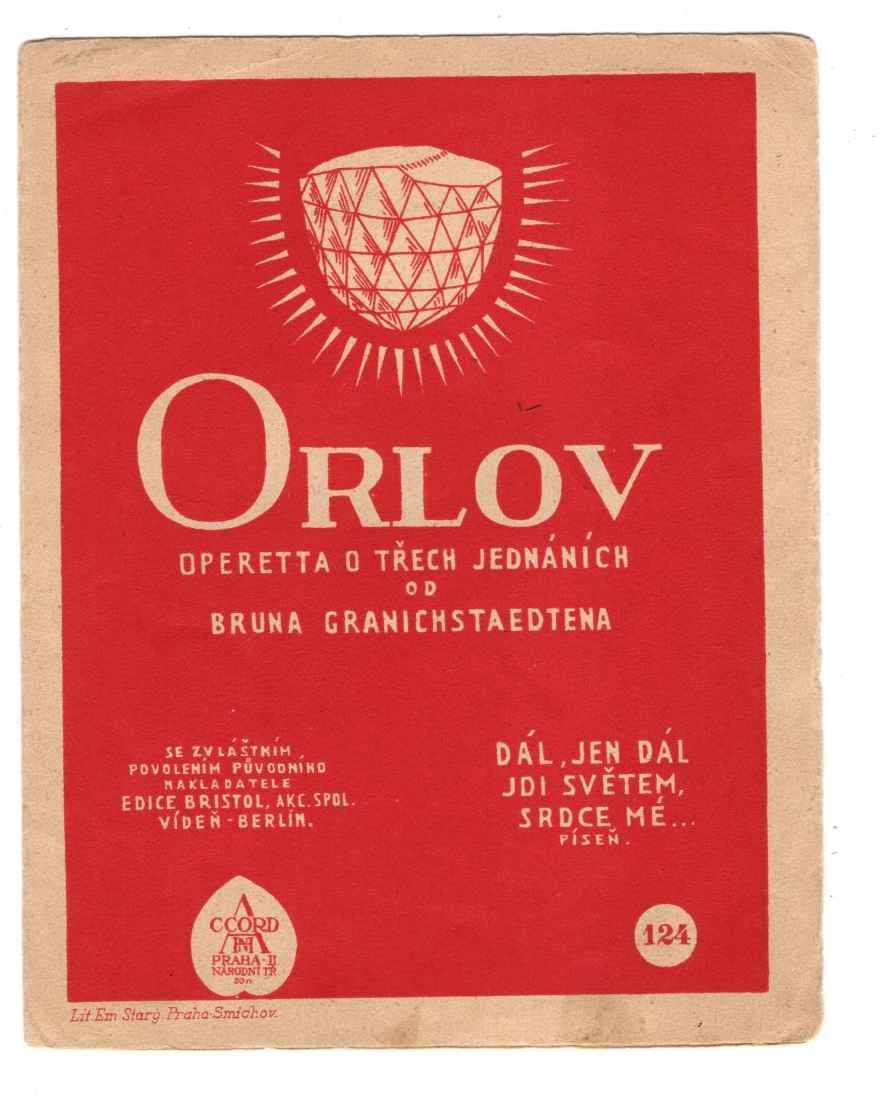 ORLOV
OPERETTA O TŘECH JEDNÁNÍCH
OD
BRUNA GRANICHSTAEDTENA
SE ZVLÁŠTNÍM
POVOLENÍM PŮVODNÍHO
NAKLADATELE
EDICE BRISTOL, AKC. SPOL.
VÍDEŇ-BERLÍN.
DÁL, JEN DÁL
JDI SVĚTEM,
SRDCE MÉ...
PÍSEŇ.
ACCORD
PRAHA-II
NÁRODNÍ TŘ.
124
Lit. Em Starý Praha-Smíchov.